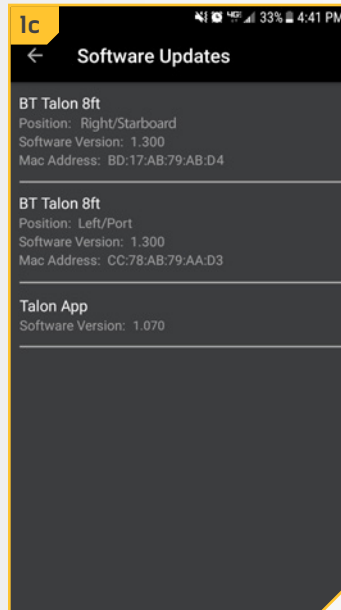 1c
33% 4:41 PM
Software Updates
BT Talon 8ft
Position: Right/Starboard
Software Version: 1.300
Mac Address: BD:17:AB:79:AB:D4
BT Talon 8ft
Position: Left/Port
Software Version: 1.300
Mac Address: CC:78:AB:79:AA:D3
Talon App
Software Version: 1.070